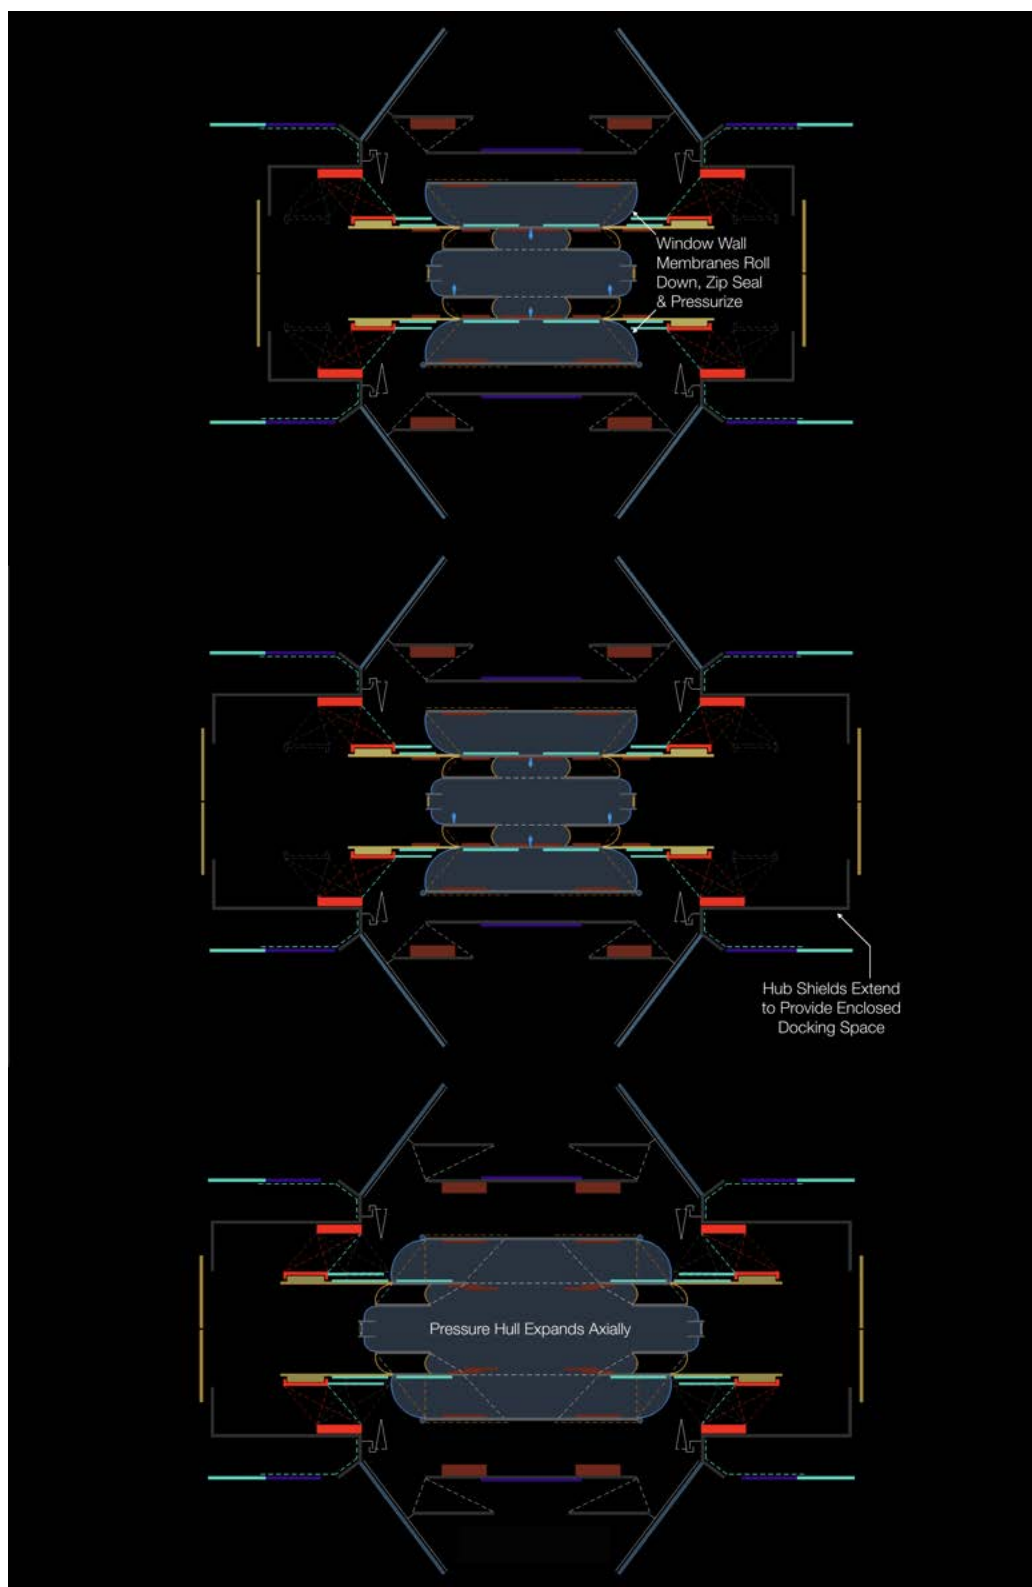 Window Wall
Membranes Roll
Down, Zip Seal
& Pressurize
Hub Shields Extend
to Provide Enclosed
Docking Space
Pressure Hull Expands Axially